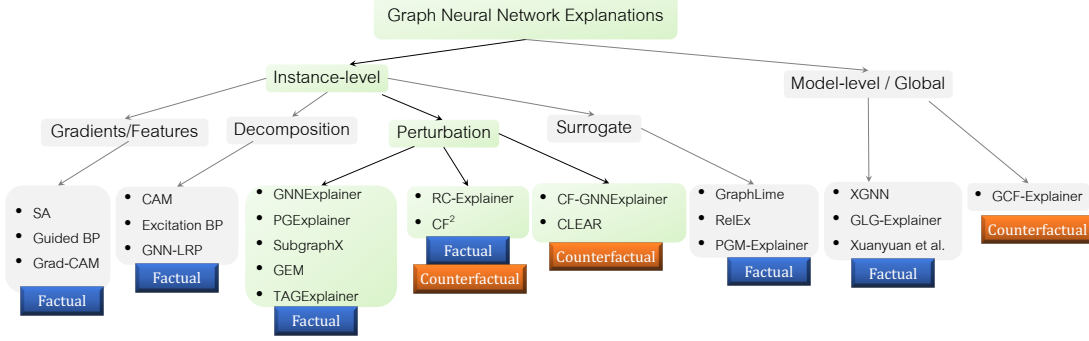 Graph Neural Network Explanations
Instance-level
Model-level / Global
Gradients/Features
Decomposition
Perturbation
Surrogate
• SA
• Guided BP
• Grad-CAM
Factual
• CAM
• Excitation BP
• GNN-LRP
Factual
• GNNExplainer
• PGExplainer
• SubgraphX
• GEM
• TAGExplainer
Factual
• RC-Explainer
• CF²
Factual
Counterfactual
• CF-GNNExplainer
• CLEAR
Counterfactual
• GraphLime
• RelEx
• PGM-Explainer
Factual
• XGNN
• GLG-Explainer
• Xuanyuan et al.
Factual
• GCF-Explainer
Counterfactual